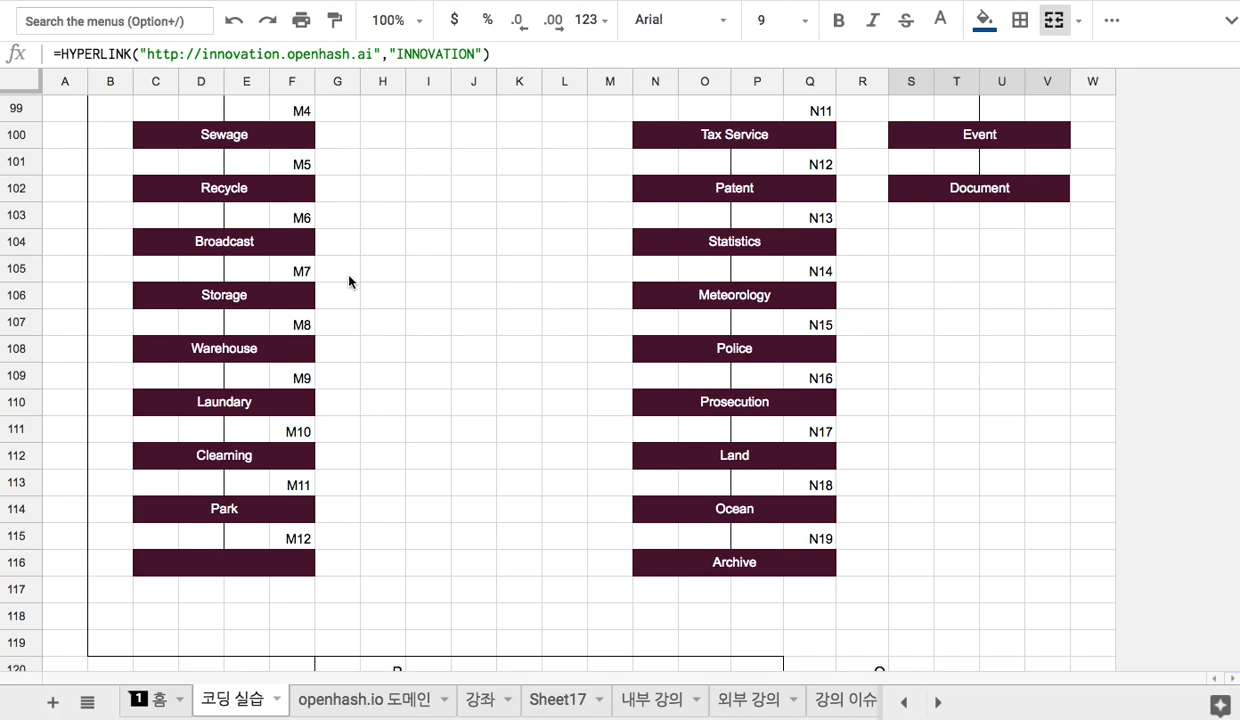 Search the menus (Option+/)
100%
$ % .0 .00 123
Arial
9
B I S A
fx =HYPERLINK("http://innovation.openhash.ai","INNOVATION")
A B C D E F G H I J K L M N O P Q R S T U V W
99 M4 N11
100 Sewage Tax Service Event
101 M5 N12
102 Recycle Patent Document
103 M6 N13
104 Broadcast Statistics
105 M7 N14
106 Storage Meteorology
107 M8 N15
108 Warehouse Police
109 M9 N16
110 Laundary Prosecution
111 M10 N17
112 Clearning Land
113 M11 N18
114 Park Ocean
115 M12 N19
116 Archive
117
118
119
120
1 홈 코딩 실습 openhash.io 도메인 강좌 Sheet17 내부 강의 외부 강의 강의 이슈